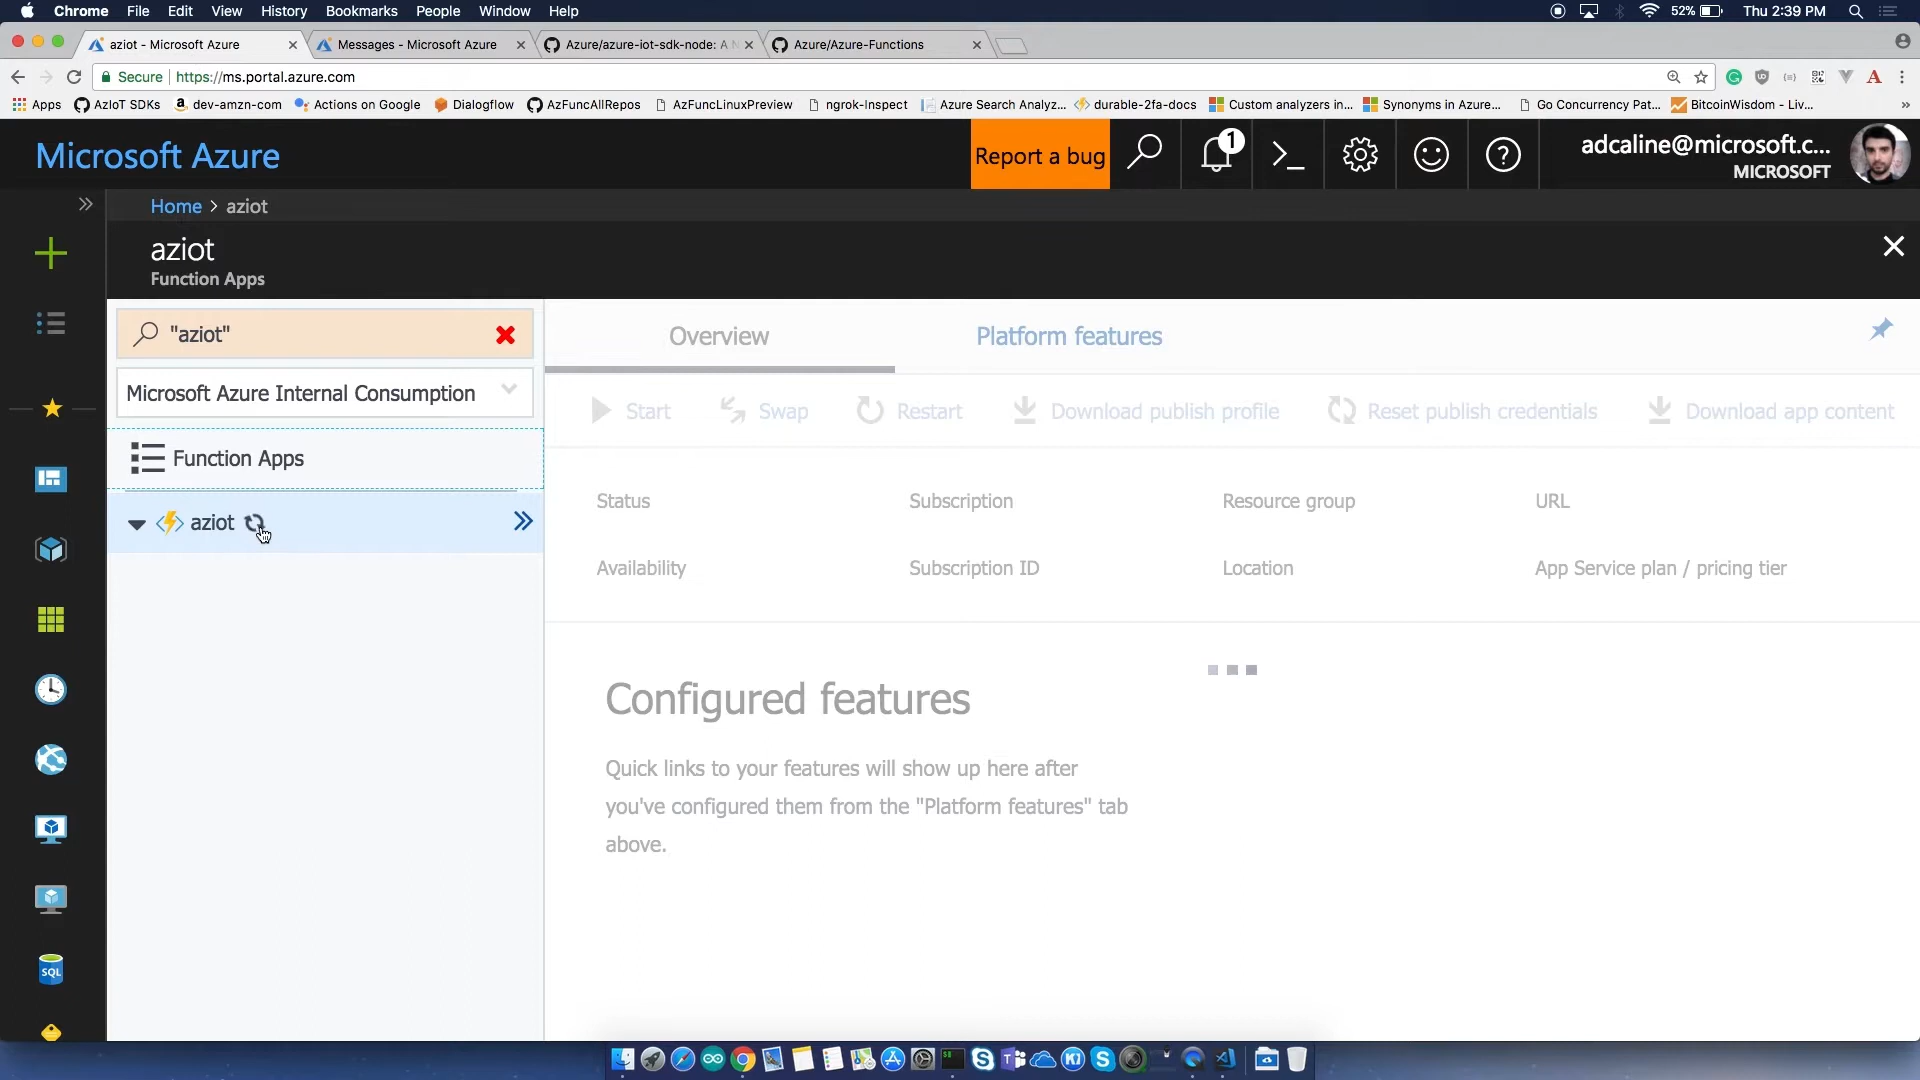 Chrome File Edit View History Bookmarks People Window Help 52% Thu 2:39 PM
aziot - Microsoft Azure Messages - Microsoft Azure Azure/azure-iot-sdk-node: A N Azure/Azure-Functions
Secure https://ms.portal.azure.com
Apps AzIoT SDKs dev-amzn-com Actions on Google Dialogflow AzFuncAllRepos AzFuncLinuxPreview ngrok-Inspect Azure Search Analyz... durable-2fa-docs Custom analyzers in... Synonyms in Azure... Go Concurrency Pat... BitcoinWisdom - Liv... »
Microsoft Azure Report a bug 1 adcaline@microsoft.c...
MICROSOFT
Home > aziot
aziot
Function Apps
"aziot"
Overview Platform features
Microsoft Azure Internal Consumption
Start Swap Restart Download publish profile Reset publish credentials Download app content
Function Apps
Status Subscription Resource group URL
aziot
Availability Subscription ID Location App Service plan / pricing tier
Configured features
Quick links to your features will show up here after
you've configured them from the "Platform features" tab
above.
SQL